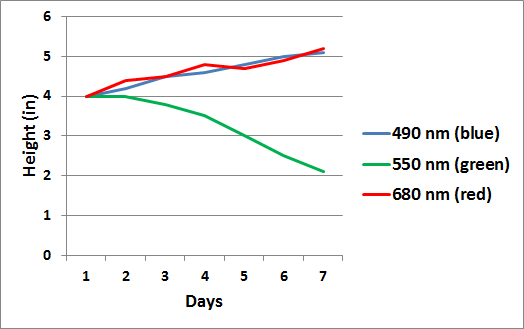 6
5
4
3
2
1
0
Height (in)
1 2 3 4 5 6 7
Days
490 nm (blue)
550 nm (green)
680 nm (red)